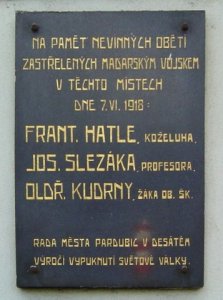 NA PAMĚŤ NEVINNÝCH OBĚTÍ
ZASTŘELENÝCH MAĎARSKÝM VOJSKEM
V TĚCHTO MÍSTECH
DNE 7. VI. 1918:
FRANT. HATLE, KOŽELUHA,
JOS. SLEZÁKA, PROFESORA,
OLDŘ. KUDRNY, ŽÁKA OB. ŠK.
RADA MĚSTA PARDUBIC V DESÁTÉM
VÝROČÍ VYPUKNUTÍ SVĚTOVÉ VÁLKY.